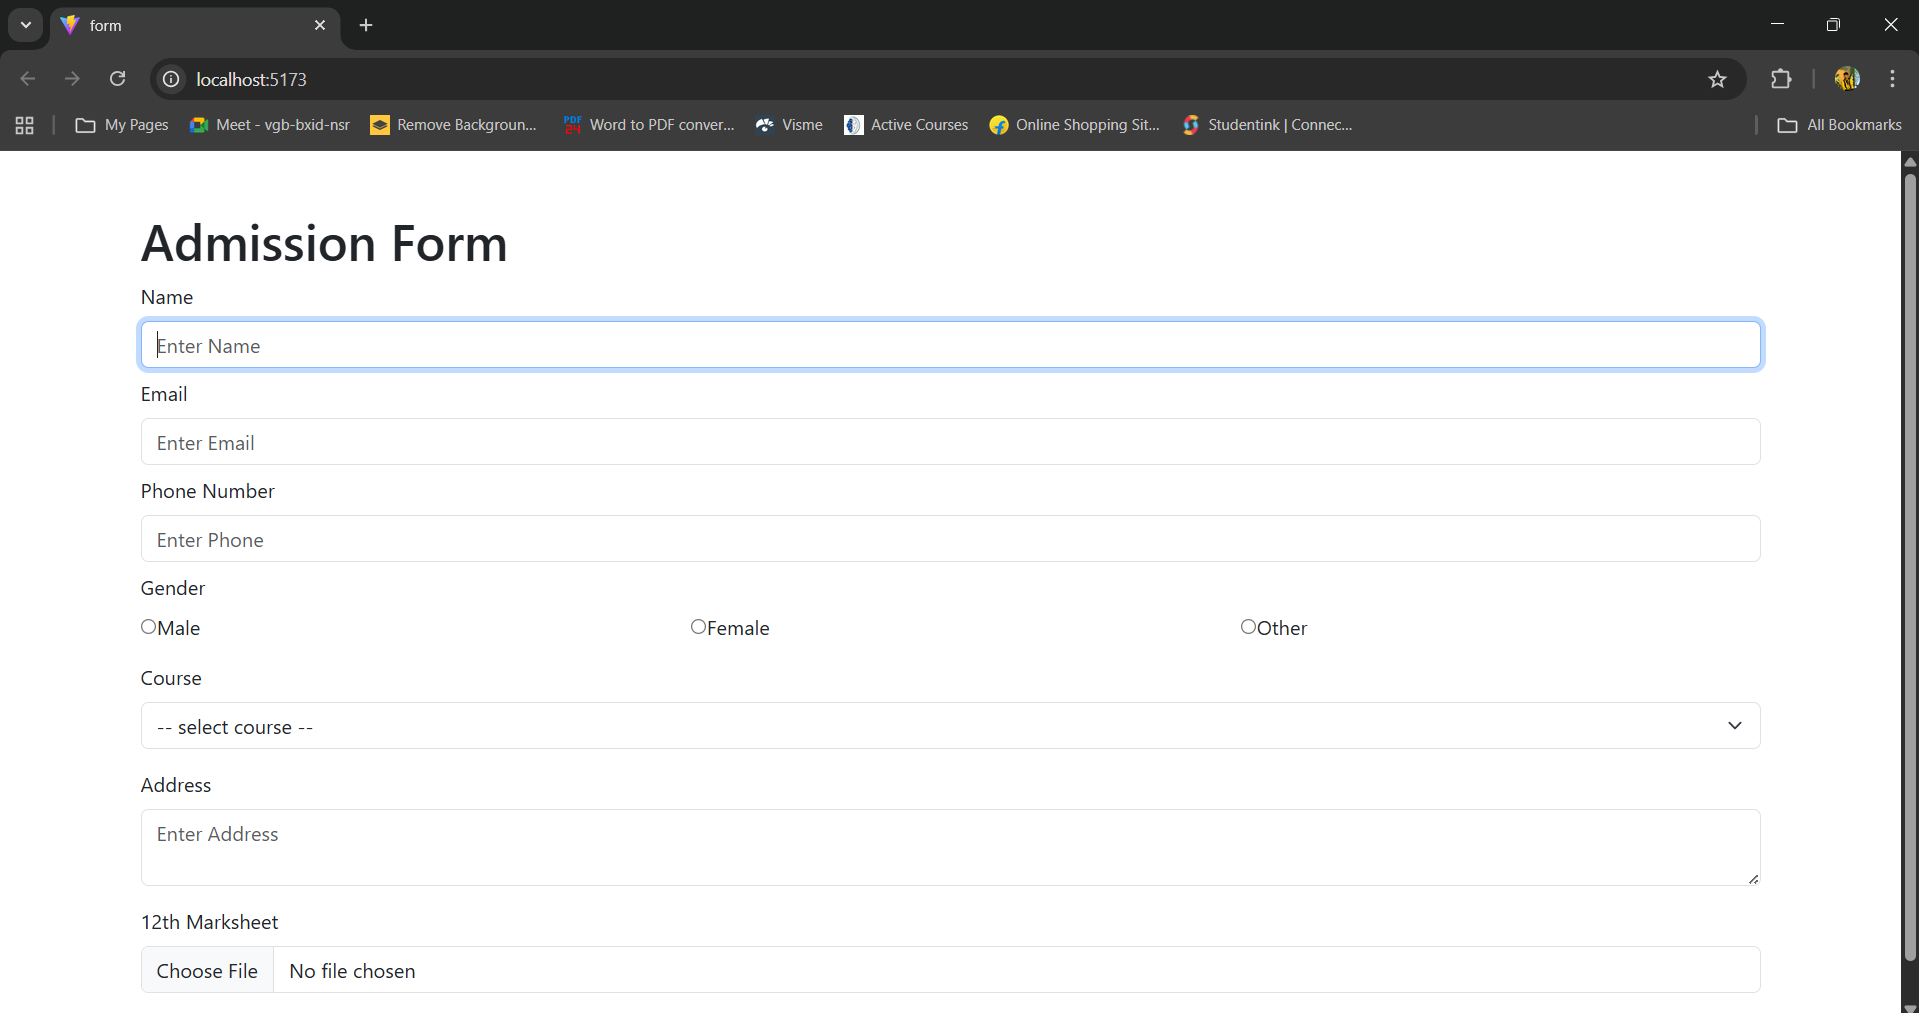 form
localhost:5173
My Pages Meet - vgb-bxid-nsr Remove Backgroun... PDF 24 Word to PDF conver... Visme Active Courses Online Shopping Sit... Studentink | Connec... All Bookmarks
Admission Form
Name
Enter Name
Email
Enter Email
Phone Number
Enter Phone
Gender
Male Female Other
Course
-- select course --
Address
Enter Address
12th Marksheet
Choose File No file chosen